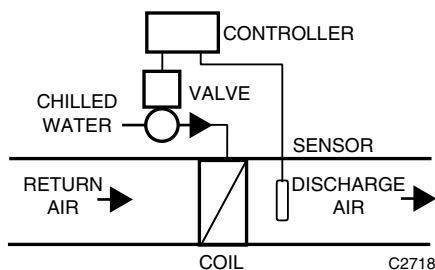 CONTROLLER
VALVE
CHILLED
WATER
SENSOR
RETURN
AIR
DISCHARGE
AIR
COIL
C2718